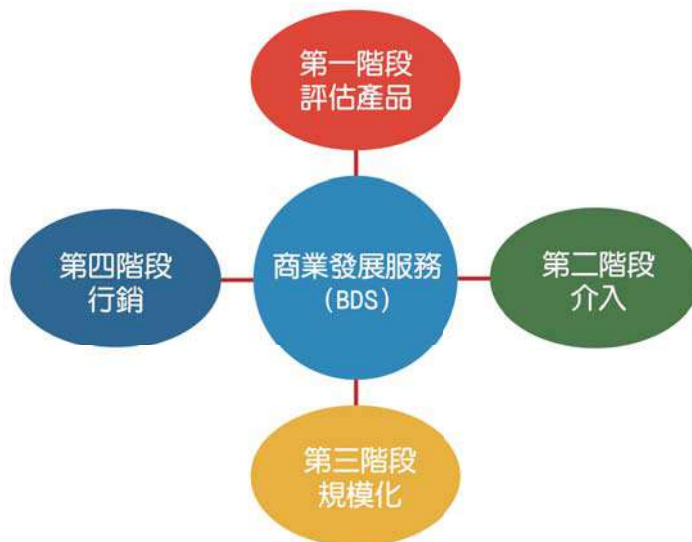 第一階段
評估產品
商業發展服務
(BDS)
第二階段
介入
第三階段
規模化
第四階段
行銷